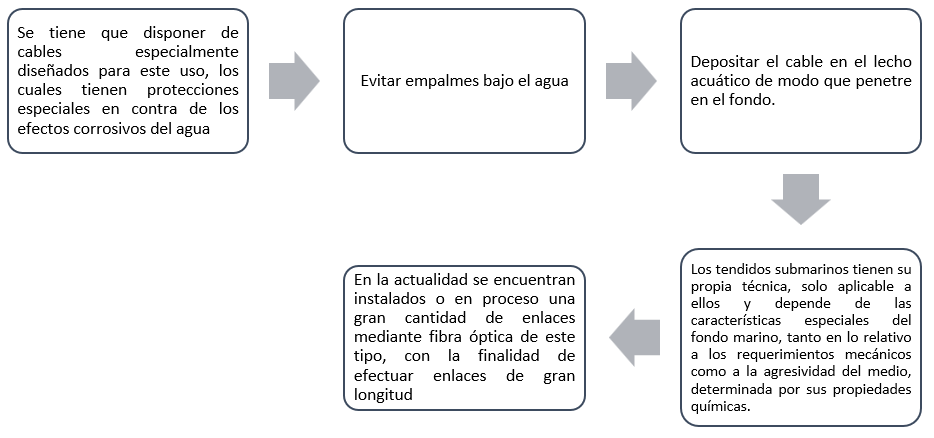 Se tiene que disponer de
cables especialmente
diseñados para este uso, los
cuales tienen protecciones
especiales en contra de los
efectos corrosivos del agua
Evitar empalmes bajo el agua
Depositar el cable en el lecho
acuático de modo que penetre
en el fondo.
Los tendidos submarinos tienen su
propia técnica, solo aplicable a
ellos y depende de las
características especiales del
fondo marino, tanto en lo relativo
a los requerimientos mecánicos
como a la agresividad del medio,
determinada por sus propiedades
químicas.
En la actualidad se encuentran
instalados o en proceso una
gran cantidad de enlaces
mediante fibra óptica de este
tipo, con la finalidad de
efectuar enlaces de gran
longitud